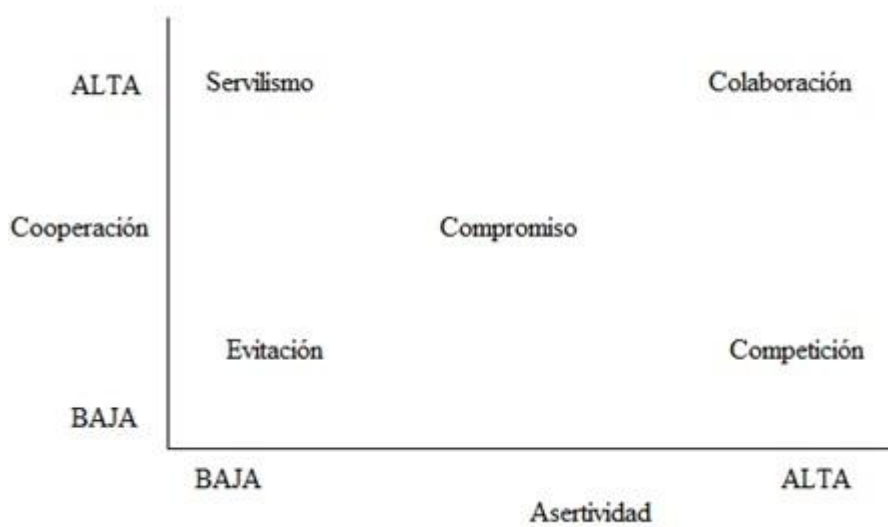 ALTA Servilismo Colaboración
Cooperación Compromiso
Evitación Competición
BAJA
BAJA ALTA
Asertividad